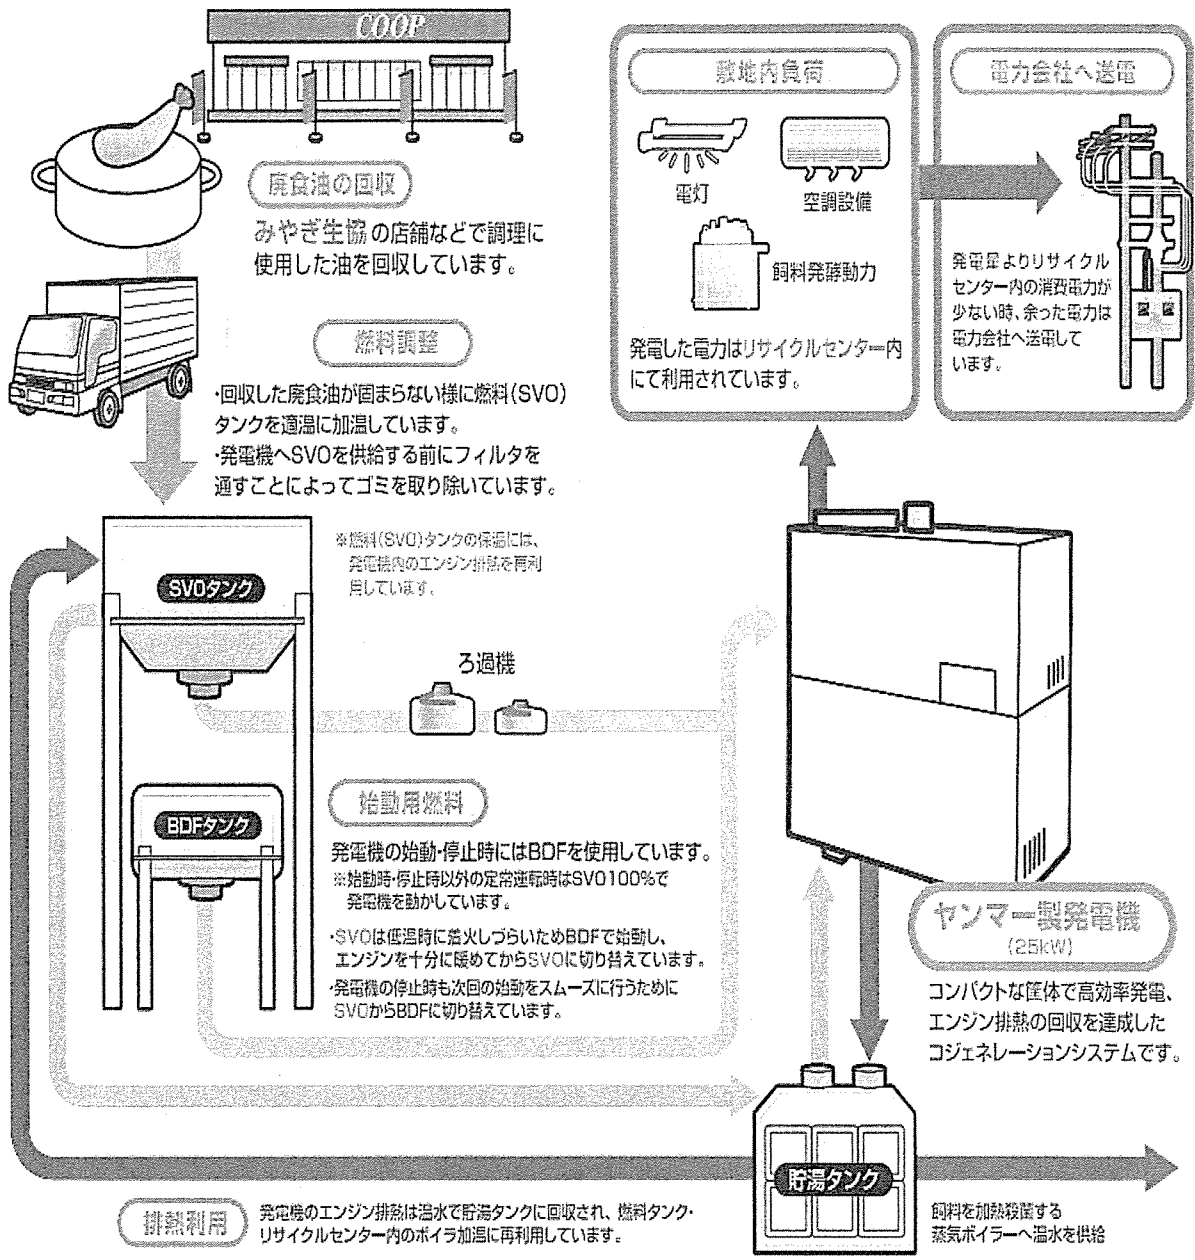 COOP
廃食油の回収
みやぎ生協の店舗などで調理に
使用した油を回収しています。
燃料調整
・回収した廃食油が固まらない様に燃料(SVO)
タンクを適温に加温しています。
・発電機へSVOを供給する前にフィルタを
通すことによってゴミを取り除いています。
※燃料(SVO)タンクの保温には、
発電機内のエンジン排熱を再利
用しています。
SVOタンク
ろ過機
BDFタンク
始動用燃料
発電機の始動・停止時にはBDFを使用しています。
※始動時・停止時以外の定常運転時はSVO100%で
発電機を動かしています。
・SVOは低温時に着火しづらいためBDFで始動し、
エンジンを十分に暖めてからSVOに切り替えています。
・発電機の停止時も次回の始動をスムーズに行うために
SVOからBDFに切り替えています。
敷地内負荷
電灯
空調設備
飼料発酵動力
発電した電力はリサイクルセンター内
にて利用されています。
電力会社へ送電
発電量よりリサイクル
センター内の消費電力が
少ない時、余った電力は
電力会社へ送電して
います。
ヤンマー製発電機
(25kW)
コンパクトな筐体で高効率発電、
エンジン排熱の回収を達成した
コジェネレーションシステムです。
貯湯タンク
排熱利用
発電機のエンジン排熱は温水で貯湯タンクに回収され、燃料タンク・
リサイクルセンター内のボイラ加温に再利用しています。
飼料を加熱殺菌する
蒸気ボイラーへ温水を供給